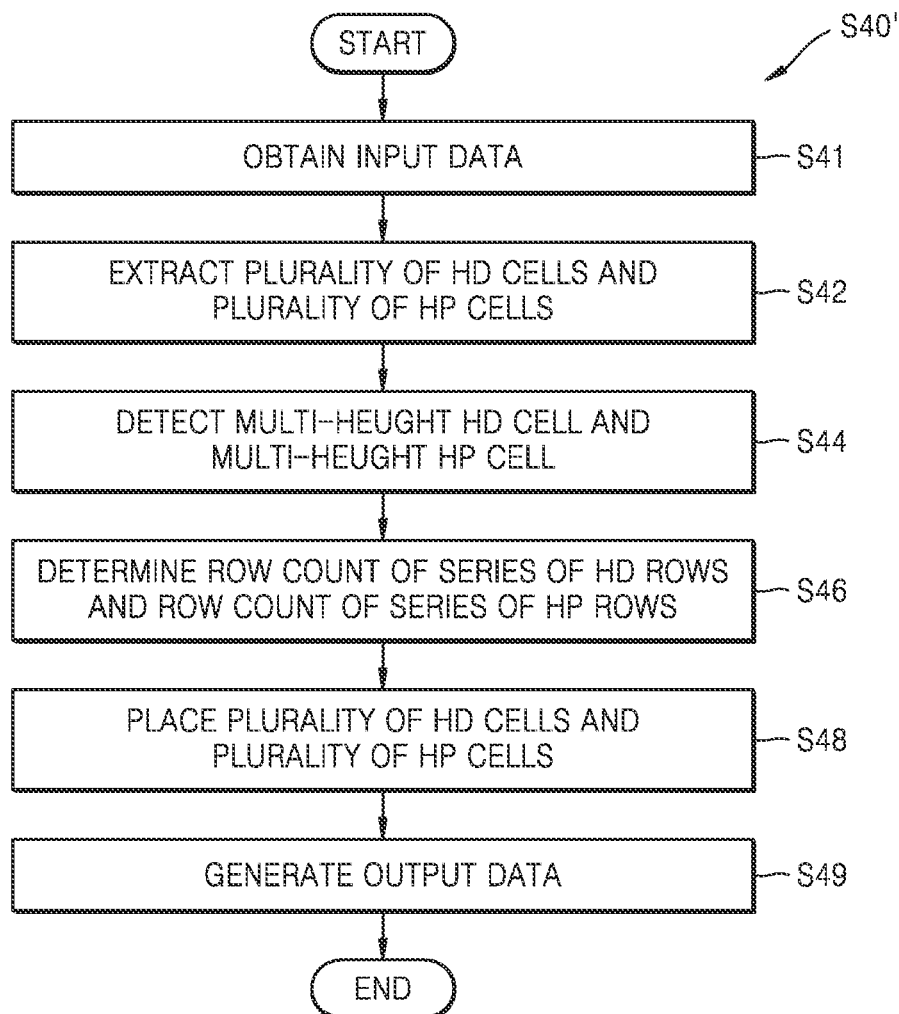 START
S40'
OBTAIN INPUT DATA
S41
EXTRACT PLURALITY OF HD CELLS AND
PLURALITY OF HP CELLS
S42
DETECT MULTI-HEUGHT HD CELL AND
MULTI-HEUGHT HP CELL
S44
DETERMINE ROW COUNT OF SERIES OF HD ROWS
AND ROW COUNT OF SERIES OF HP ROWS
S46
PLACE PLURALITY OF HD CELLS AND
PLURALITY OF HP CELLS
S48
GENERATE OUTPUT DATA
S49
END